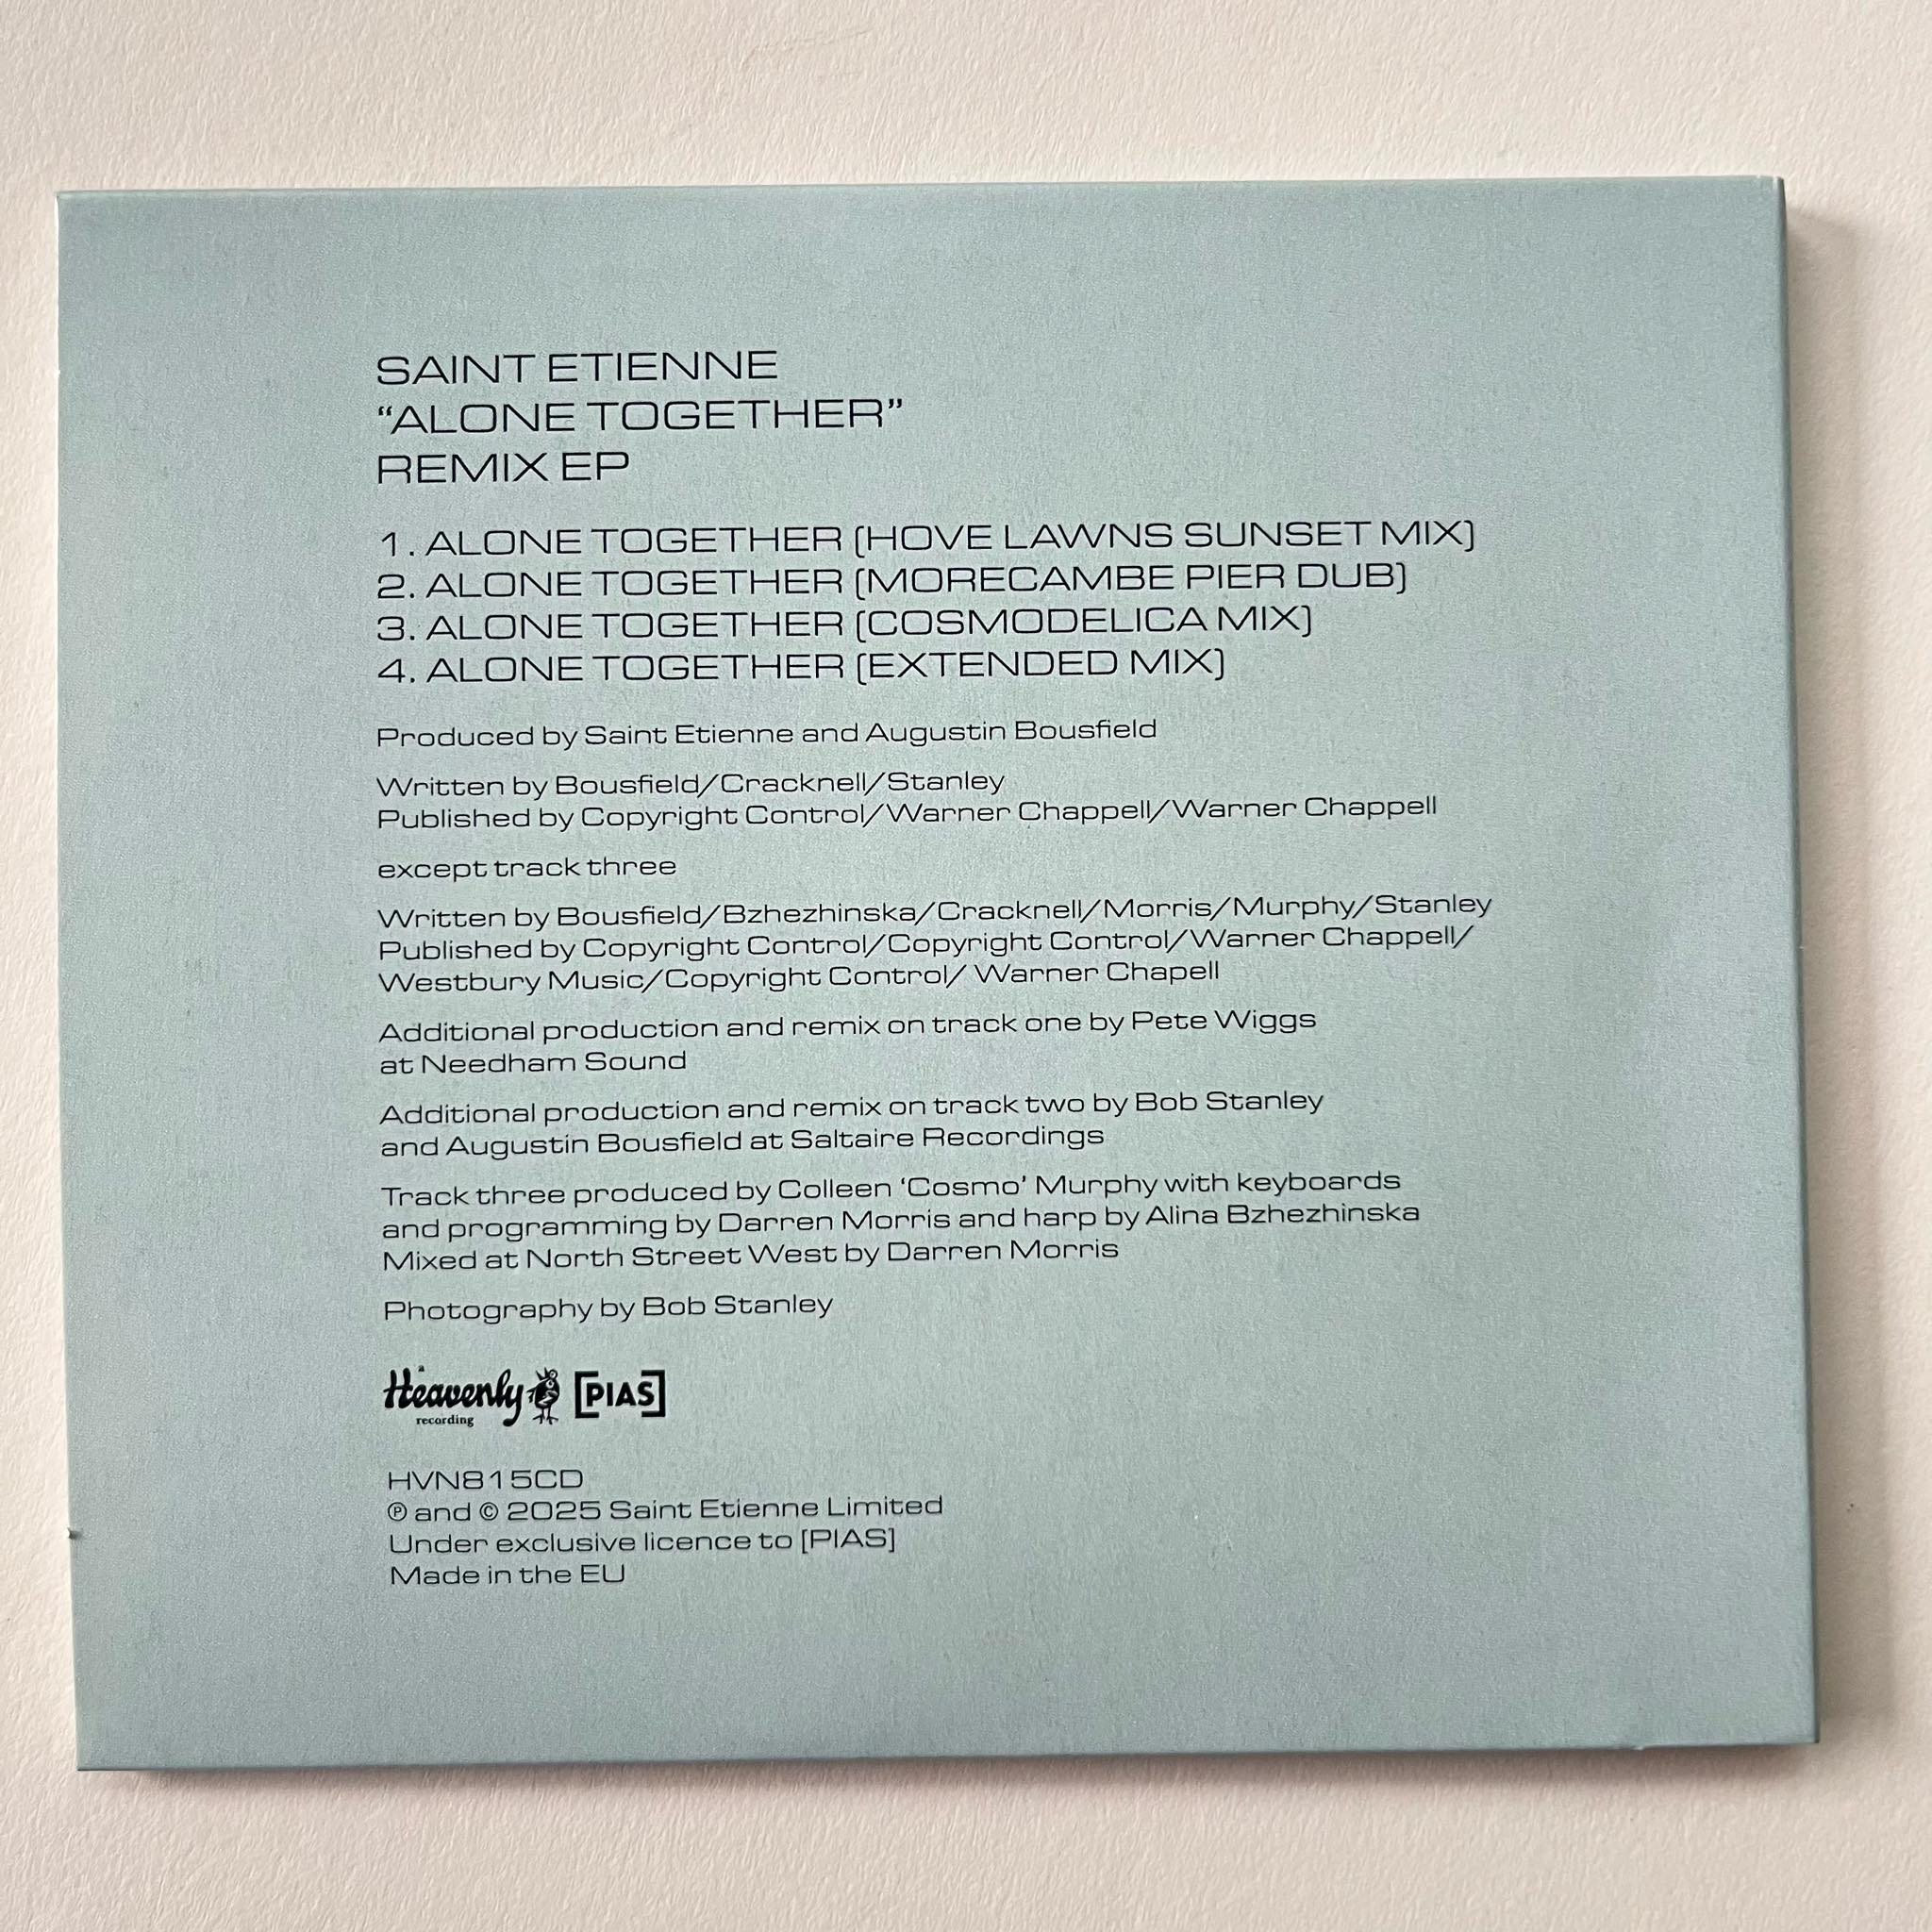 SAINT ETIENNE
“ALONE TOGETHER”
REMIX EP
1. ALONE TOGETHER (HOVE LAWNS SUNSET MIX)
2. ALONE TOGETHER (MORECAMBE PIER DUB)
3. ALONE TOGETHER (COSMODELICA MIX)
4. ALONE TOGETHER (EXTENDED MIX)
Produced by Saint Etienne and Augustin Bousfield
Written by Bousfield/Cracknell/Stanley
Published by Copyright Control/Warner Chappell/Warner Chappell
except track three
Written by Bousfield/Bzhezhinska/Cracknell/Morris/Murphy/Stanley
Published by Copyright Control/Copyright Control/Warner Chappell/
Westbury Music/Copyright Control/ Warner Chapell
Additional production and remix on track one by Pete Wiggs
at Needham Sound
Additional production and remix on track two by Bob Stanley
and Augustin Bousfield at Saltaire Recordings
Track three produced by Colleen ‘Cosmo’ Murphy with keyboards
and programming by Darren Morris and harp by Alina Bzhezhinska
Mixed at North Street West by Darren Morris
Photography by Bob Stanley
a
Heavenly [PIAS]
recording
HVN815CD
℗ and © 2025 Saint Etienne Limited
Under exclusive licence to [PIAS]
Made in the EU